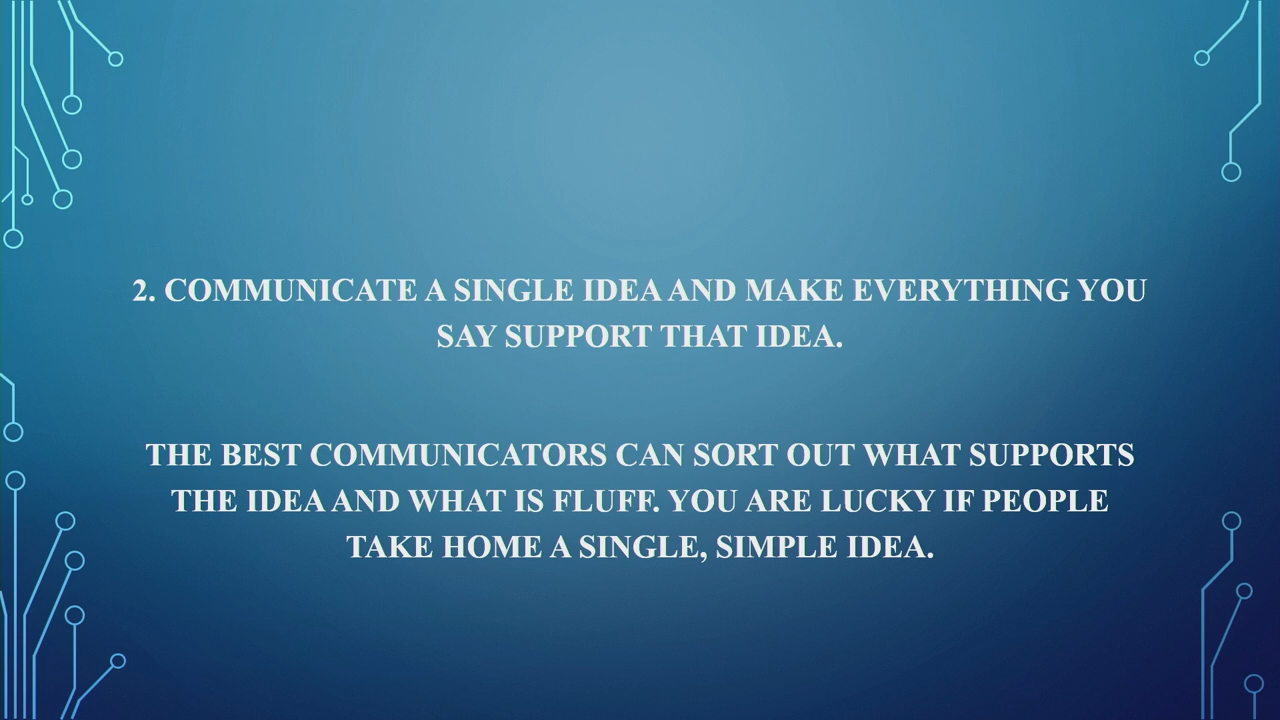 2. COMMUNICATE A SINGLE IDEA AND MAKE EVERYTHING YOU
SAY SUPPORT THAT IDEA.
THE BEST COMMUNICATORS CAN SORT OUT WHAT SUPPORTS
THE IDEA AND WHAT IS FLUFF. YOU ARE LUCKY IF PEOPLE
TAKE HOME A SINGLE, SIMPLE IDEA.